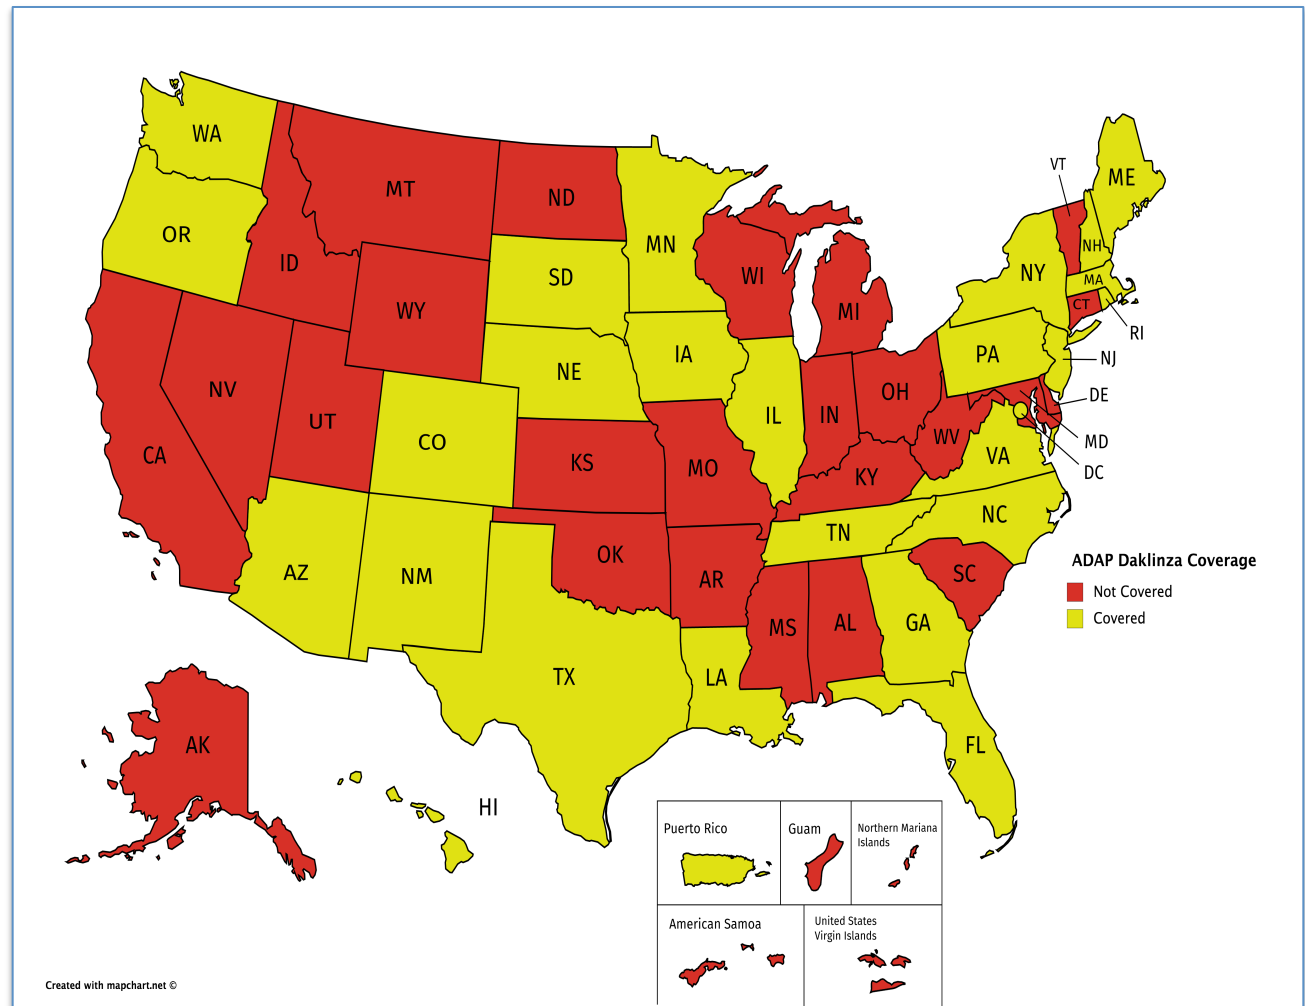 WA
VT
ME
MT
ND
OR
MN
NH
ID
SD
WI
NY
MA
WY
MI
CT
RI
IA
PA
NJ
NE
NV
OH
DE
UT
IL
IN
CO
WV
MD
CA
KS
MO
VA
DC
KY
NC
TN
OK
ADAP Daklinza Coverage
AZ
NM
AR
SC
Not Covered
Covered
MS
AL
GA
TX
LA
AK
FL
HI
Puerto Rico
Guam
Northern Mariana
Islands
American Samoa
United States
Virgin Islands
Created with mapchart.net ©